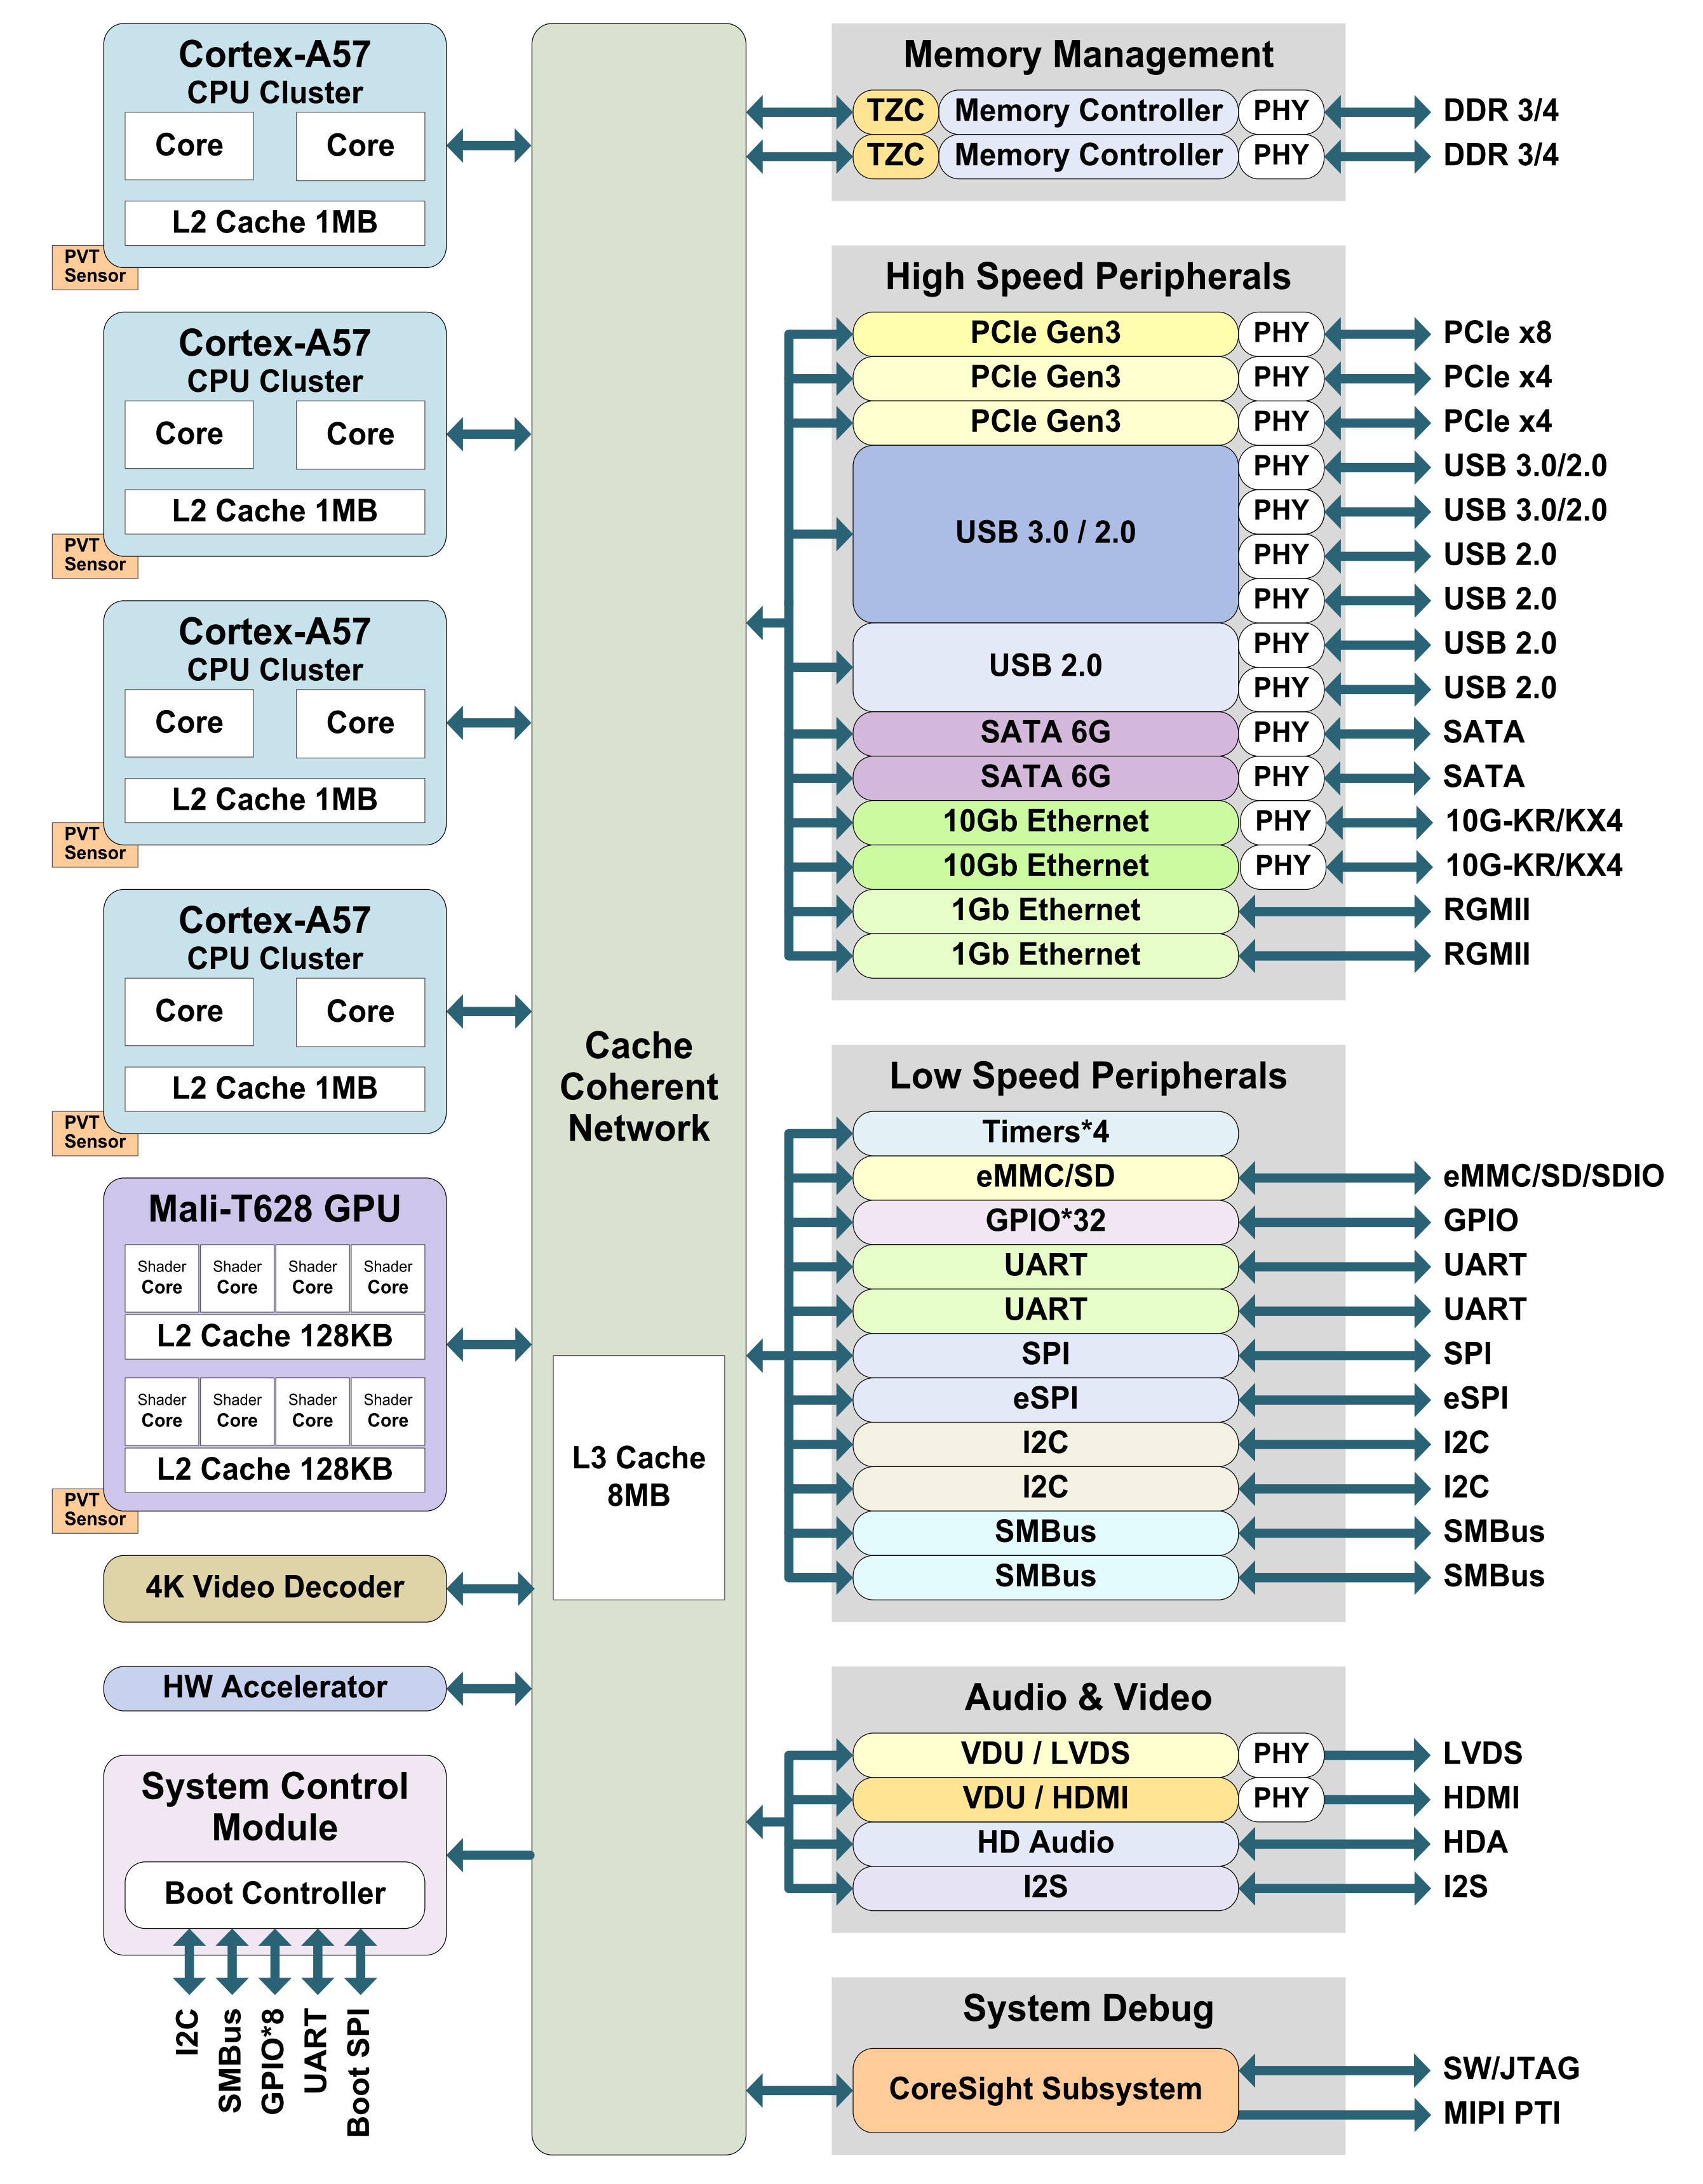 Cortex-A57
CPU Cluster
Core Core
L2 Cache 1MB
PVT
Sensor
Cortex-A57
CPU Cluster
Core Core
L2 Cache 1MB
PVT
Sensor
Cortex-A57
CPU Cluster
Core Core
L2 Cache 1MB
PVT
Sensor
Cortex-A57
CPU Cluster
Core Core
L2 Cache 1MB
PVT
Sensor
Mali-T628 GPU
Shader Shader Shader Shader
Core Core Core Core
L2 Cache 128KB
Shader Shader Shader Shader
Core Core Core Core
L2 Cache 128KB
PVT
Sensor
4K Video Decoder
HW Accelerator
System Control
Module
Boot Controller
I2C
SMBus
GPIO*8
UART
Boot SPI
Cache
Coherent
Network
L3 Cache
8MB
Memory Management
TZC Memory Controller PHY DDR 3/4
TZC Memory Controller PHY DDR 3/4
High Speed Peripherals
PCIe Gen3 PHY PCIe x8
PCIe Gen3 PHY PCIe x4
PCIe Gen3 PHY PCIe x4
PHY USB 3.0/2.0
PHY USB 3.0/2.0
USB 3.0 / 2.0
PHY USB 2.0
PHY USB 2.0
PHY USB 2.0
USB 2.0
PHY USB 2.0
SATA 6G PHY SATA
SATA 6G PHY SATA
10Gb Ethernet PHY 10G-KR/KX4
10Gb Ethernet PHY 10G-KR/KX4
1Gb Ethernet RGMII
1Gb Ethernet RGMII
Low Speed Peripherals
Timers*4
eMMC/SD eMMC/SD/SDIO
GPIO*32 GPIO
UART UART
UART UART
SPI SPI
eSPI eSPI
I2C I2C
I2C I2C
SMBus SMBus
SMBus SMBus
Audio & Video
VDU / LVDS PHY LVDS
VDU / HDMI PHY HDMI
HD Audio HDA
I2S I2S
System Debug
CoreSight Subsystem
SW/JTAG
MIPI PTI